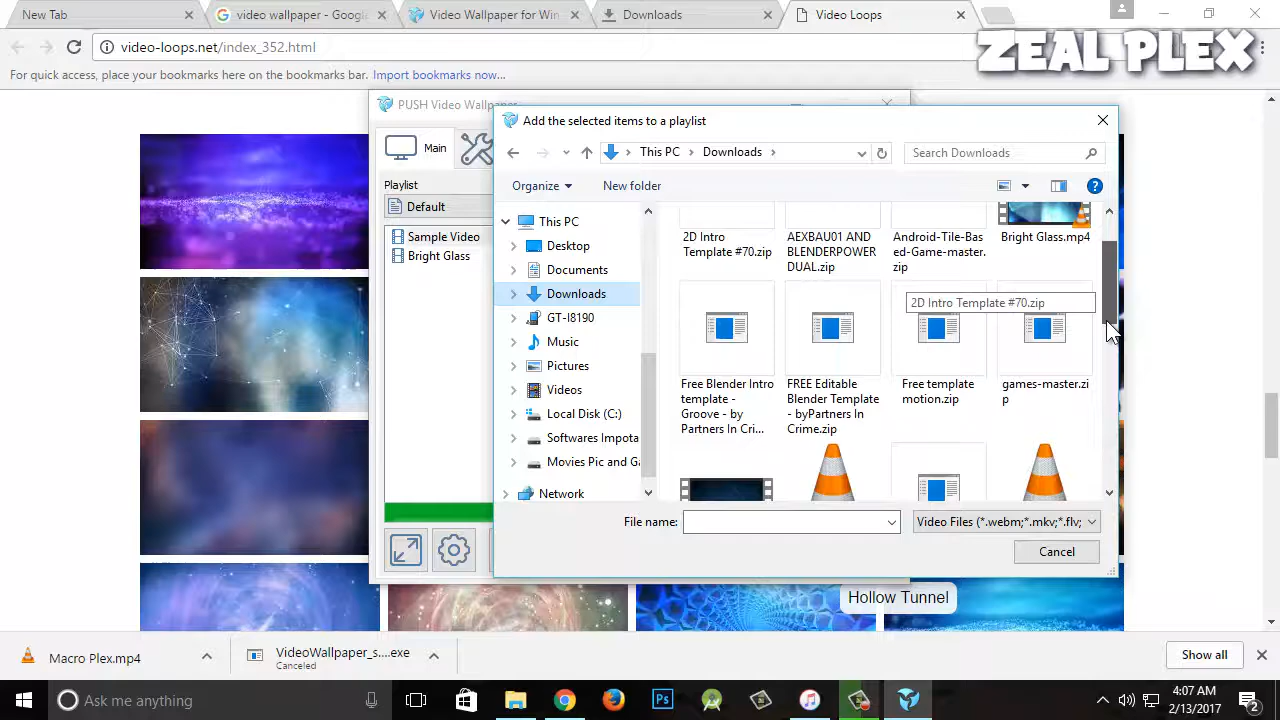 New Tab
video wallpaper - Google
Video Wallpaper for Win
Downloads
Video Loops
video-loops.net/index_352.html
For quick access, place your bookmarks here on the bookmarks bar. Import bookmarks now...
ZEAL PLEX
PUSH Video Wallpaper
Main
Playlist
Default
Sample Video
Bright Glass
Add the selected items to a playlist
This PC
Downloads
Search Downloads
Organize
New folder
This PC
Desktop
Documents
Downloads
GT-I8190
Music
Pictures
Videos
Local Disk (C:)
Softwares Impota
Movies Pic and Ga
Network
2D Intro
Template #70.zip
AEXBAU01 AND
BLENDERPOWER
DUAL.zip
Android-Tile-Bas
ed-Game-master.
zip
Bright Glass.mp4
2D Intro Template #70.zip
Free Blender Intro
template -
Groove - by
Partners In Cri...
FREE Editable
Blender Template
- byPartners In
Crime.zip
Free template
motion.zip
games-master.zi
p
File name:
Video Files (*.webm;*.mkv;*.flv;
Cancel
Hollow Tunnel
Macro Plex.mp4
VideoWallpaper_s....exe
Canceled
Show all
Ask me anything
Ps
4:07 AM
2/13/2017
2